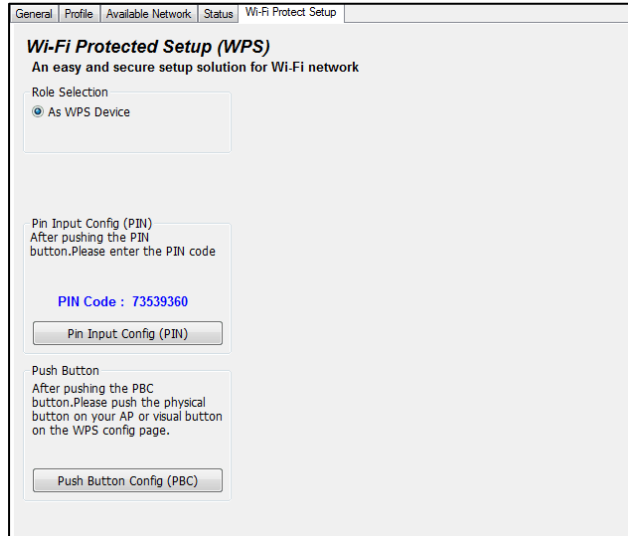 General Profile Available Network Status Wi-Fi Protect Setup
Wi-Fi Protected Setup (WPS)
An easy and secure setup solution for Wi-Fi network
Role Selection
As WPS Device
Pin Input Config (PIN)
After pushing the PIN
button.Please enter the PIN code
PIN Code : 73539360
Pin Input Config (PIN)
Push Button
After pushing the PBC
button.Please push the physical
button on your AP or visual button
on the WPS config page.
Push Button Config (PBC)